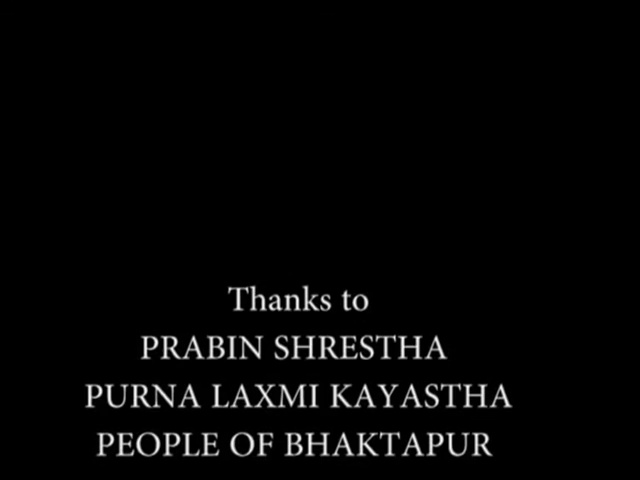 Thanks to
PRABIN SHRESTHA
PURNA LAXMI KAYASTHA
PEOPLE OF BHAKTAPUR